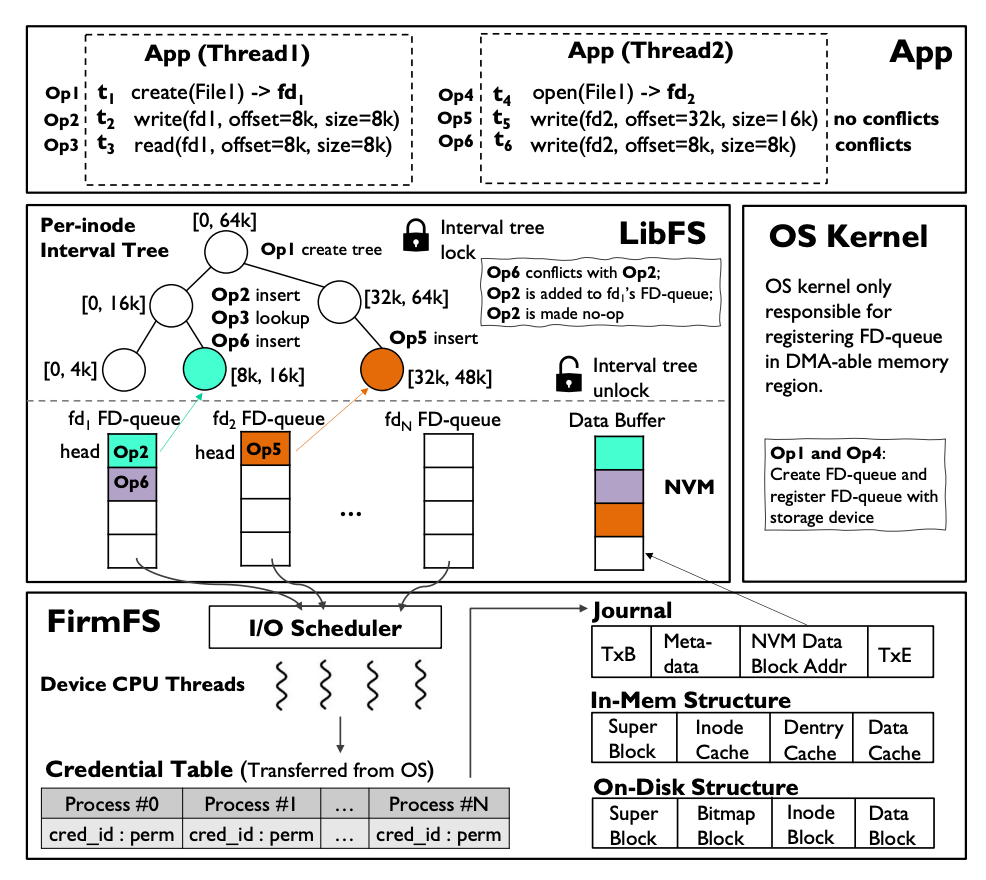 App (Thread1)
Op1 t1 create(File1) -> fd1
Op2 t2 write(fd1, offset=8k, size=8k)
Op3 t3 read(fd1, offset=8k, size=8k)
App (Thread2)
App
Op4 t4 open(File1) -> fd2
Op5 t5 write(fd2, offset=32k, size=16k) no conflicts
Op6 t6 write(fd2, offset=8k, size=8k) conflicts
Per-inode
Interval Tree
[0, 64k]
Op1 create tree
[0, 16k]
Op2 insert
Op3 lookup
Op6 insert
[32k, 64k]
Op5 insert
[0, 4k]
[8k, 16k]
[32k, 48k]
Interval tree
lock
LibFS
Op6 conflicts with Op2;
Op2 is added to fd1's FD-queue;
Op2 is made no-op
Interval tree
unlock
fd1 FD-queue
head
Op2
Op6
fd2 FD-queue
head
Op5
...
fdN FD-queue
Data Buffer
NVM
OS Kernel
OS kernel only
responsible for
registering FD-queue
in DMA-able memory
region.
Op1 and Op4:
Create FD-queue and
register FD-queue with
storage device
FirmFS
I/O Scheduler
Device CPU Threads
Credential Table (Transferred from OS)
Process #0 Process #1 ... Process #N
cred_id : perm cred_id : perm ... cred_id : perm
Journal
TxB
Meta-
data
NVM Data
Block Addr
TxE
In-Mem Structure
Super
Block
Inode
Cache
Dentry
Cache
Data
Cache
On-Disk Structure
Super
Block
Bitmap
Block
Inode
Block
Data
Block